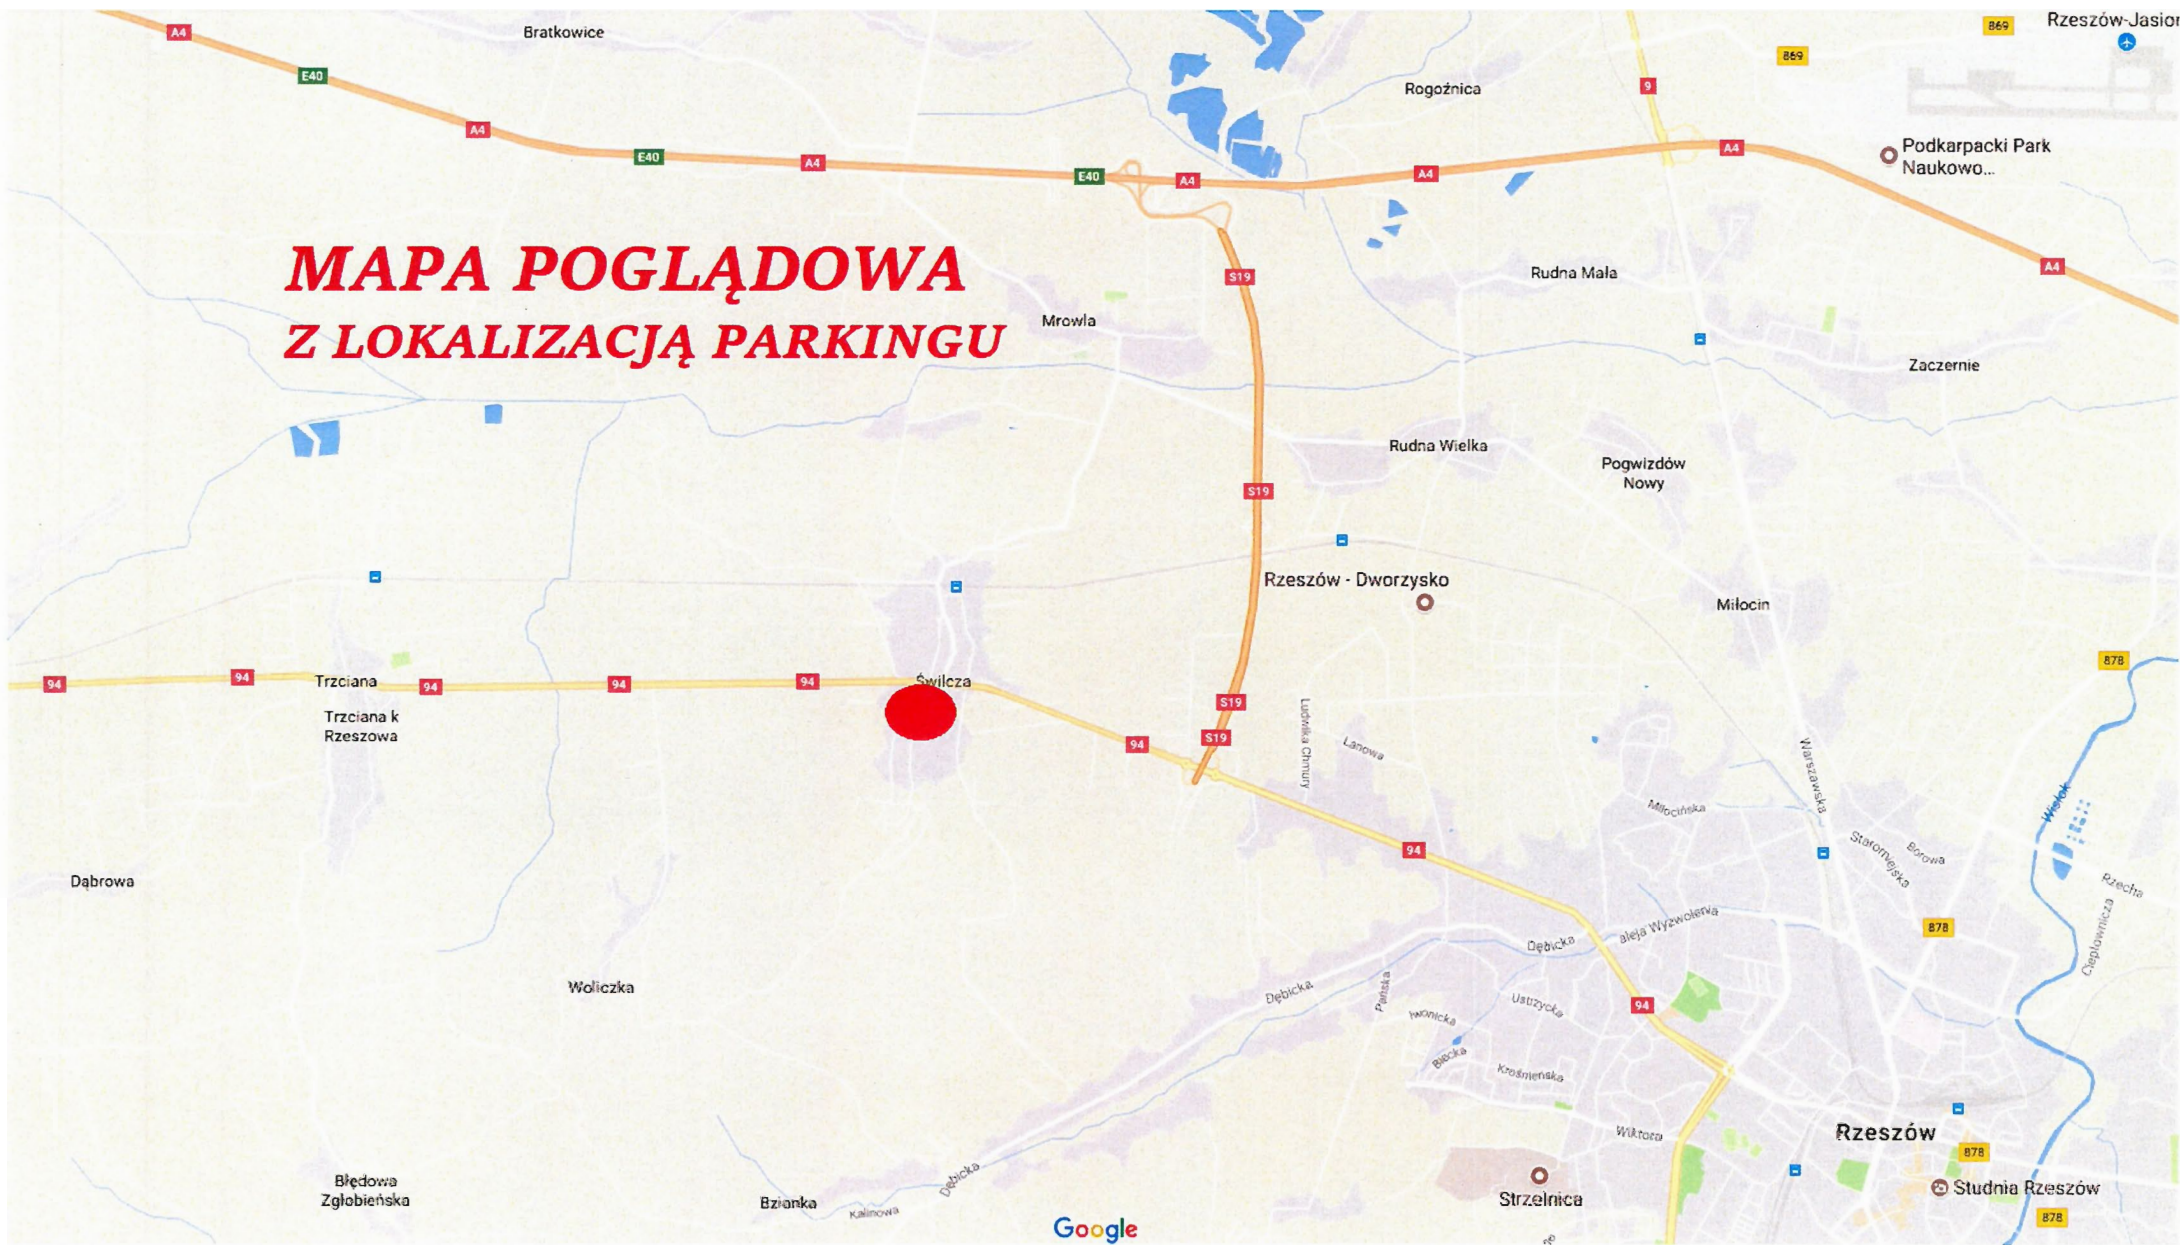 A4
Bratkowice
869
Rzeszów-Jasion
869
E40
9
Rogoźnica
A4
E40
A4
E40
A4
A4
A4
Podkarpacki Park
Naukowo...
MAPA POGLĄDOWA
Z LOKALIZACJĄ PARKINGU
S19
Rudna Mała
A4
Mrowla
Zaczernie
Rudna Wielka
Pogwizdów
Nowy
S19
Rzeszów - Dworzysko
Miłocin
878
94
94
Trzciana
94
94
94
Świlcza
Trzciana k
Rzeszowa
S19
S19
94
Ludwika Chmury
Lanowa
Warszawska
Miłocińska
Wisłok
94
Staromiejska
Borowa
Rzecha
Dąbrowa
Ciepłownicza
878
aleja Wyzwolenia
Dębicka
Woliczka
Dębicka
Pańska
Iwonicka
Ustrzycka
94
Biecka
Krośnieńska
Wiktora
Rzeszów
878
Błędowa
Zgłobieńska
Bzianka
Kalinowa
Dębicka
Strzelnica
Studnia Rzeszów
878
Google